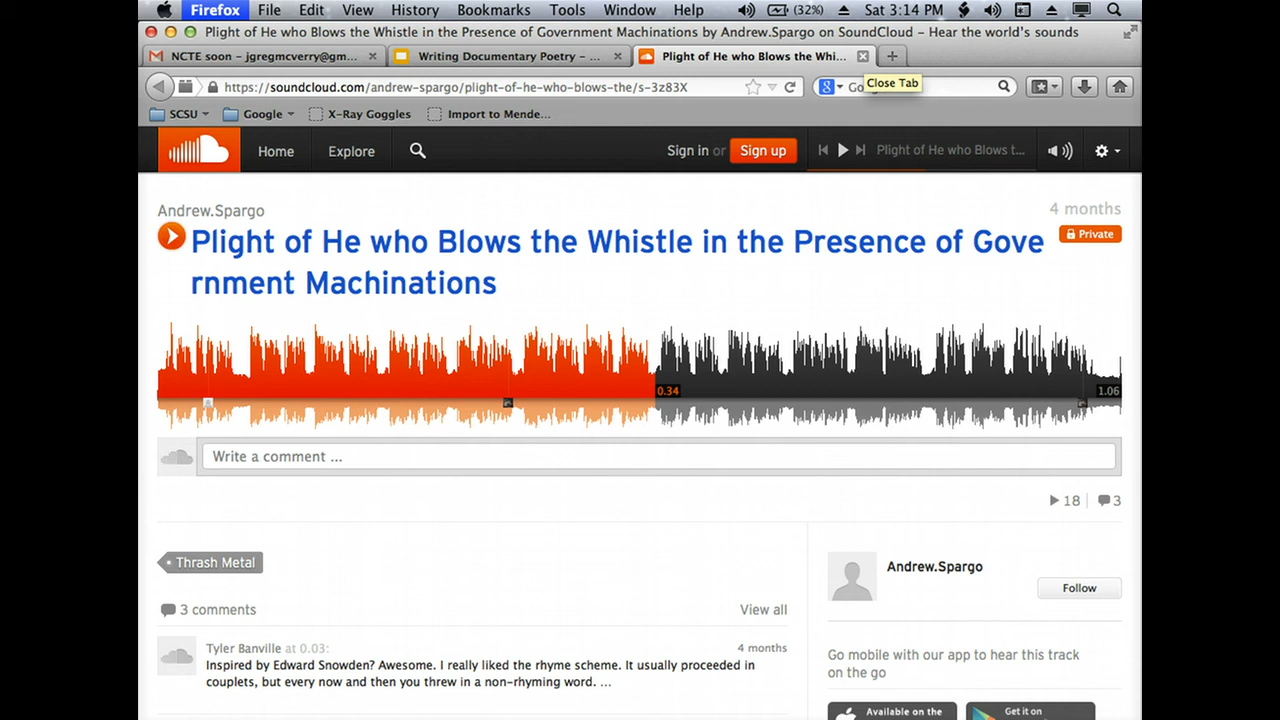 Firefox File Edit View History Bookmarks Tools Window Help (32%) Sat 3:14 PM
Plight of He who Blows the Whistle in the Presence of Government Machinations by Andrew.Spargo on SoundCloud - Hear the world's sounds
NCTE soon - jgregmcverry@gm... Writing Documentary Poetry - ... Plight of He who Blows the Whi...
https://soundcloud.com/andrew-spargo/plight-of-he-who-blows-the/s-3z83X
Close Tab
SCSU Google X-Ray Goggles Import to Mende...
Home Explore Sign in or Sign up Plight of He who Blows t...
Andrew.Spargo 4 months
Plight of He who Blows the Whistle in the Presence of Gove
Private
rnment Machinations
0.34 1.06
Write a comment ...
18 3
Thrash Metal
Andrew.Spargo
Follow
3 comments View all
Tyler Banville at 0.03: 4 months
Inspired by Edward Snowden? Awesome. I really liked the rhyme scheme. It usually proceeded in
couplets, but every now and then you threw in a non-rhyming word. ...
Go mobile with our app to hear this track
on the go
Available on the Get it on